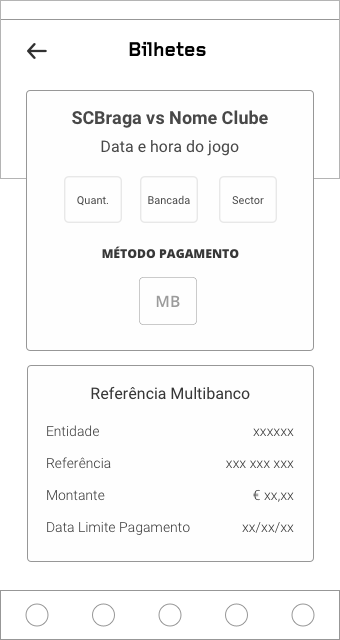 Bilhetes
SCBraga vs Nome Clube
Data e hora do jogo
Quant. Bancada Sector
MÉTODO PAGAMENTO
MB
Referência Multibanco
Entidade xxxxxx
Referência xxx xxx xxx
Montante € xx,xx
Data Limite Pagamento xx/xx/xx